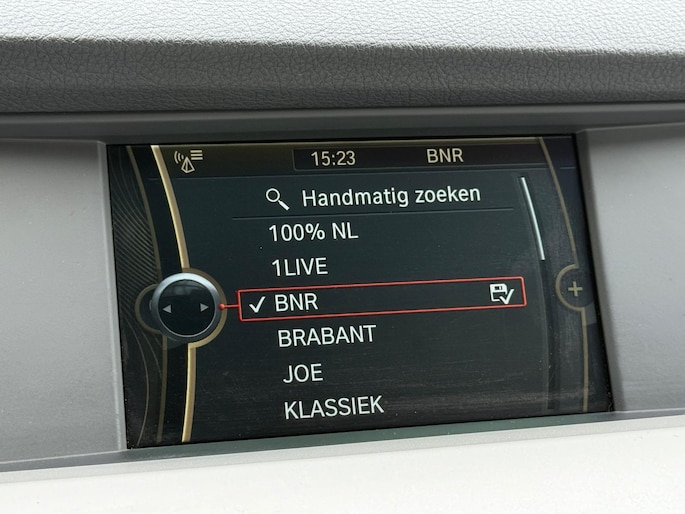 15:23 BNR
Handmatig zoeken
100% NL
1LIVE
BNR
BRABANT
JOE
KLASSIEK